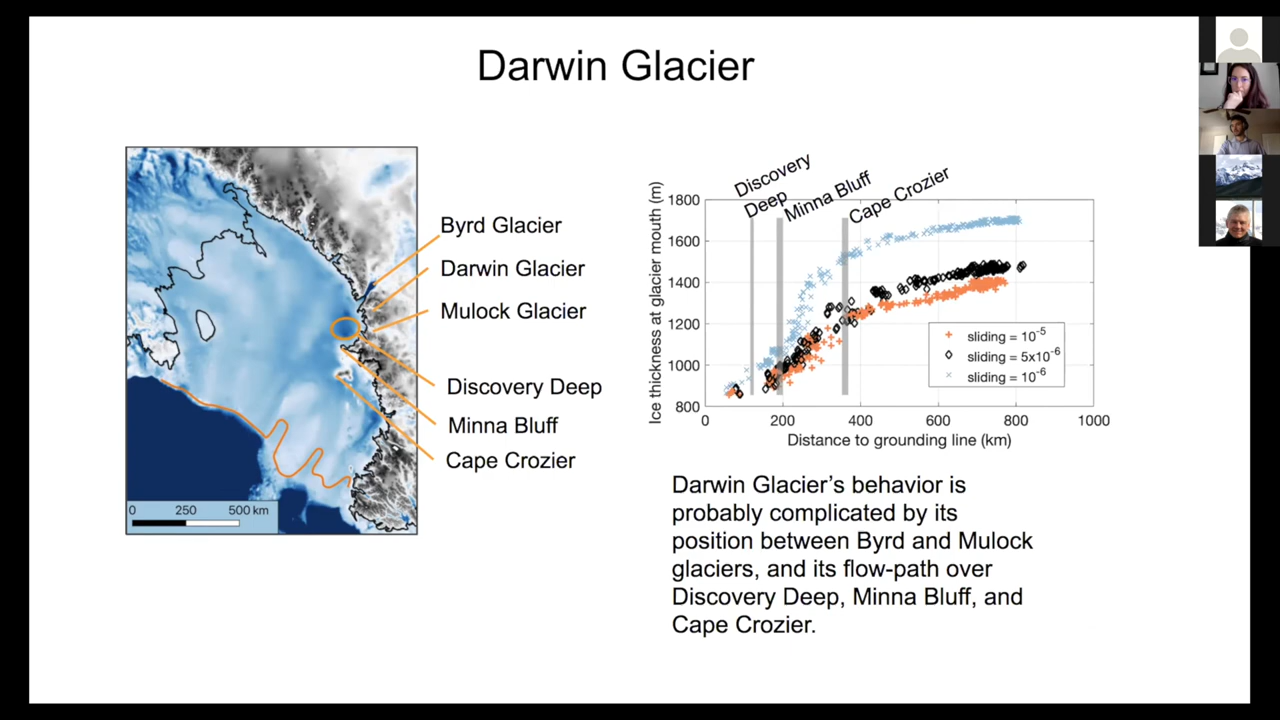 Darwin Glacier
Byrd Glacier
Darwin Glacier
Mulock Glacier
Discovery Deep
Minna Bluff
Cape Crozier
0 250 500 km
Discovery
Deep
Minna Bluff
Cape Crozier
Ice thickness at glacier mouth (m)
1800
1600
1400
1200
1000
800
0 200 400 600 800 1000
Distance to grounding line (km)
sliding = 10⁻⁵
sliding = 5x10⁻⁶
sliding = 10⁻⁶
Darwin Glacier’s behavior is
probably complicated by its
position between Byrd and Mulock
glaciers, and its flow-path over
Discovery Deep, Minna Bluff, and
Cape Crozier.